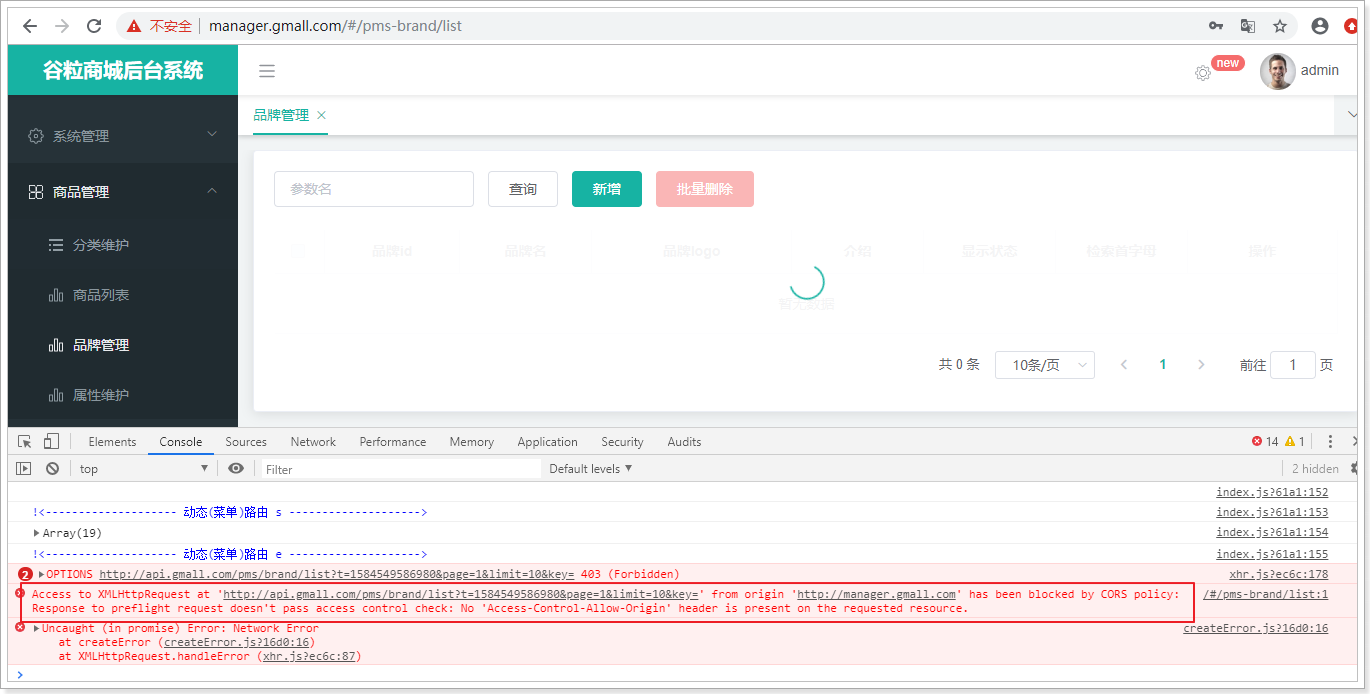 不安全 manager.gmall.com/#/pms-brand/list
谷粒商城后台系统
new
admin
系统管理
商品管理
分类维护
商品列表
品牌管理
属性维护
品牌管理
参数名 查询 新增 批量删除
品牌id 品牌名 品牌logo 介绍 显示状态 检索首字母 操作
暂无数据
共 0 条 10条/页 1 前往 1 页
Elements Console Sources Network Performance Memory Application Security Audits 14 1
top Filter Default levels 2 hidden
index.js?61a1:152
!<-------------------- 动态(菜单)路由 s --------------------> index.js?61a1:153
Array(19) index.js?61a1:154
!<-------------------- 动态(菜单)路由 e --------------------> index.js?61a1:155
2 OPTIONS http://api.gmall.com/pms/brand/list?t=1584549586980&page=1&limit=10&key= 403 (Forbidden) xhr.js?ec6c:178
Access to XMLHttpRequest at 'http://api.gmall.com/pms/brand/list?t=1584549586980&page=1&limit=10&key=' from origin 'http://manager.gmall.com' has been blocked by CORS policy: /#/pms-brand/list:1
Response to preflight request doesn't pass access control check: No 'Access-Control-Allow-Origin' header is present on the requested resource.
Uncaught (in promise) Error: Network Error createError.js?16d0:16
at createError (createError.js?16d0:16)
at XMLHttpRequest.handleError (xhr.js?ec6c:87)